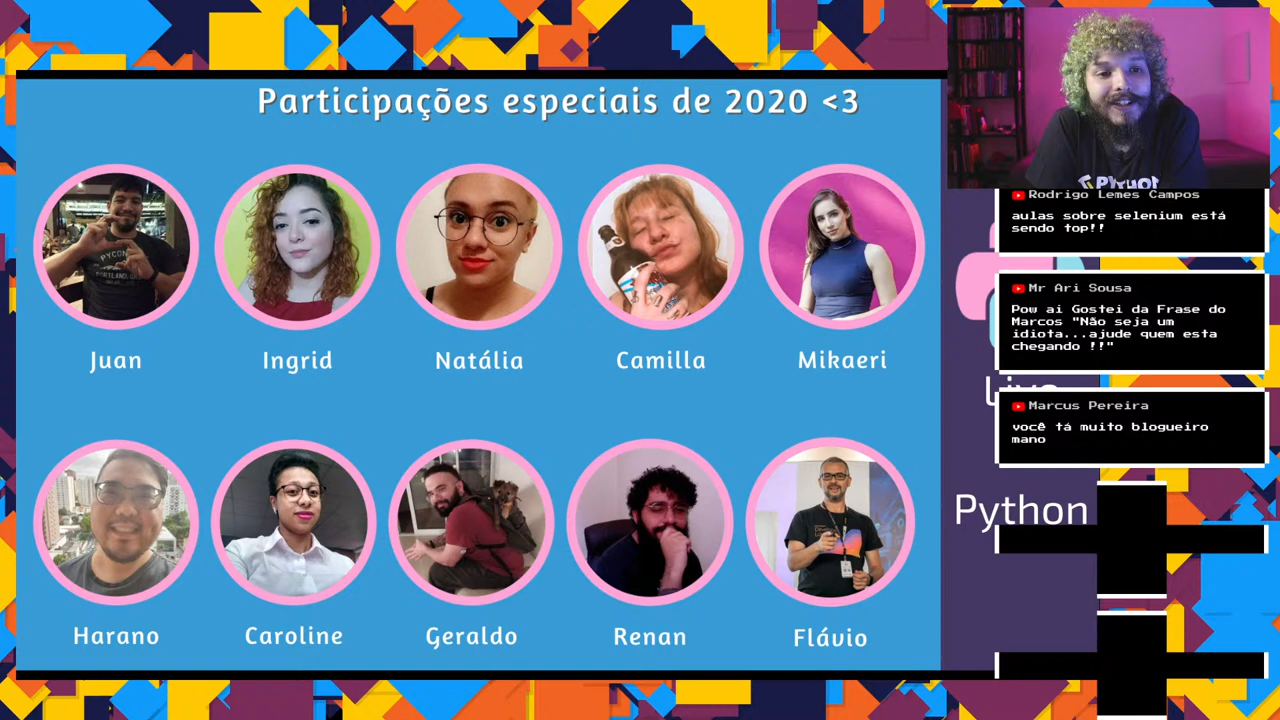 Participações especiais de 2020 <3
Juan
Ingrid
Natália
Camilla
Mikaeri
Harano
Caroline
Geraldo
Renan
Flávio
PYTHON
Rodrigo Lemes Campos
aulas sobre selenium está
sendo top!!
Mr Ari Sousa
Pow ai Gostei da Frase do
Marcos "Não seja um
idiota...ajude quem esta
chegando !!"
Marcus Pereira
você tá muito blogueiro
mano
Live
Python